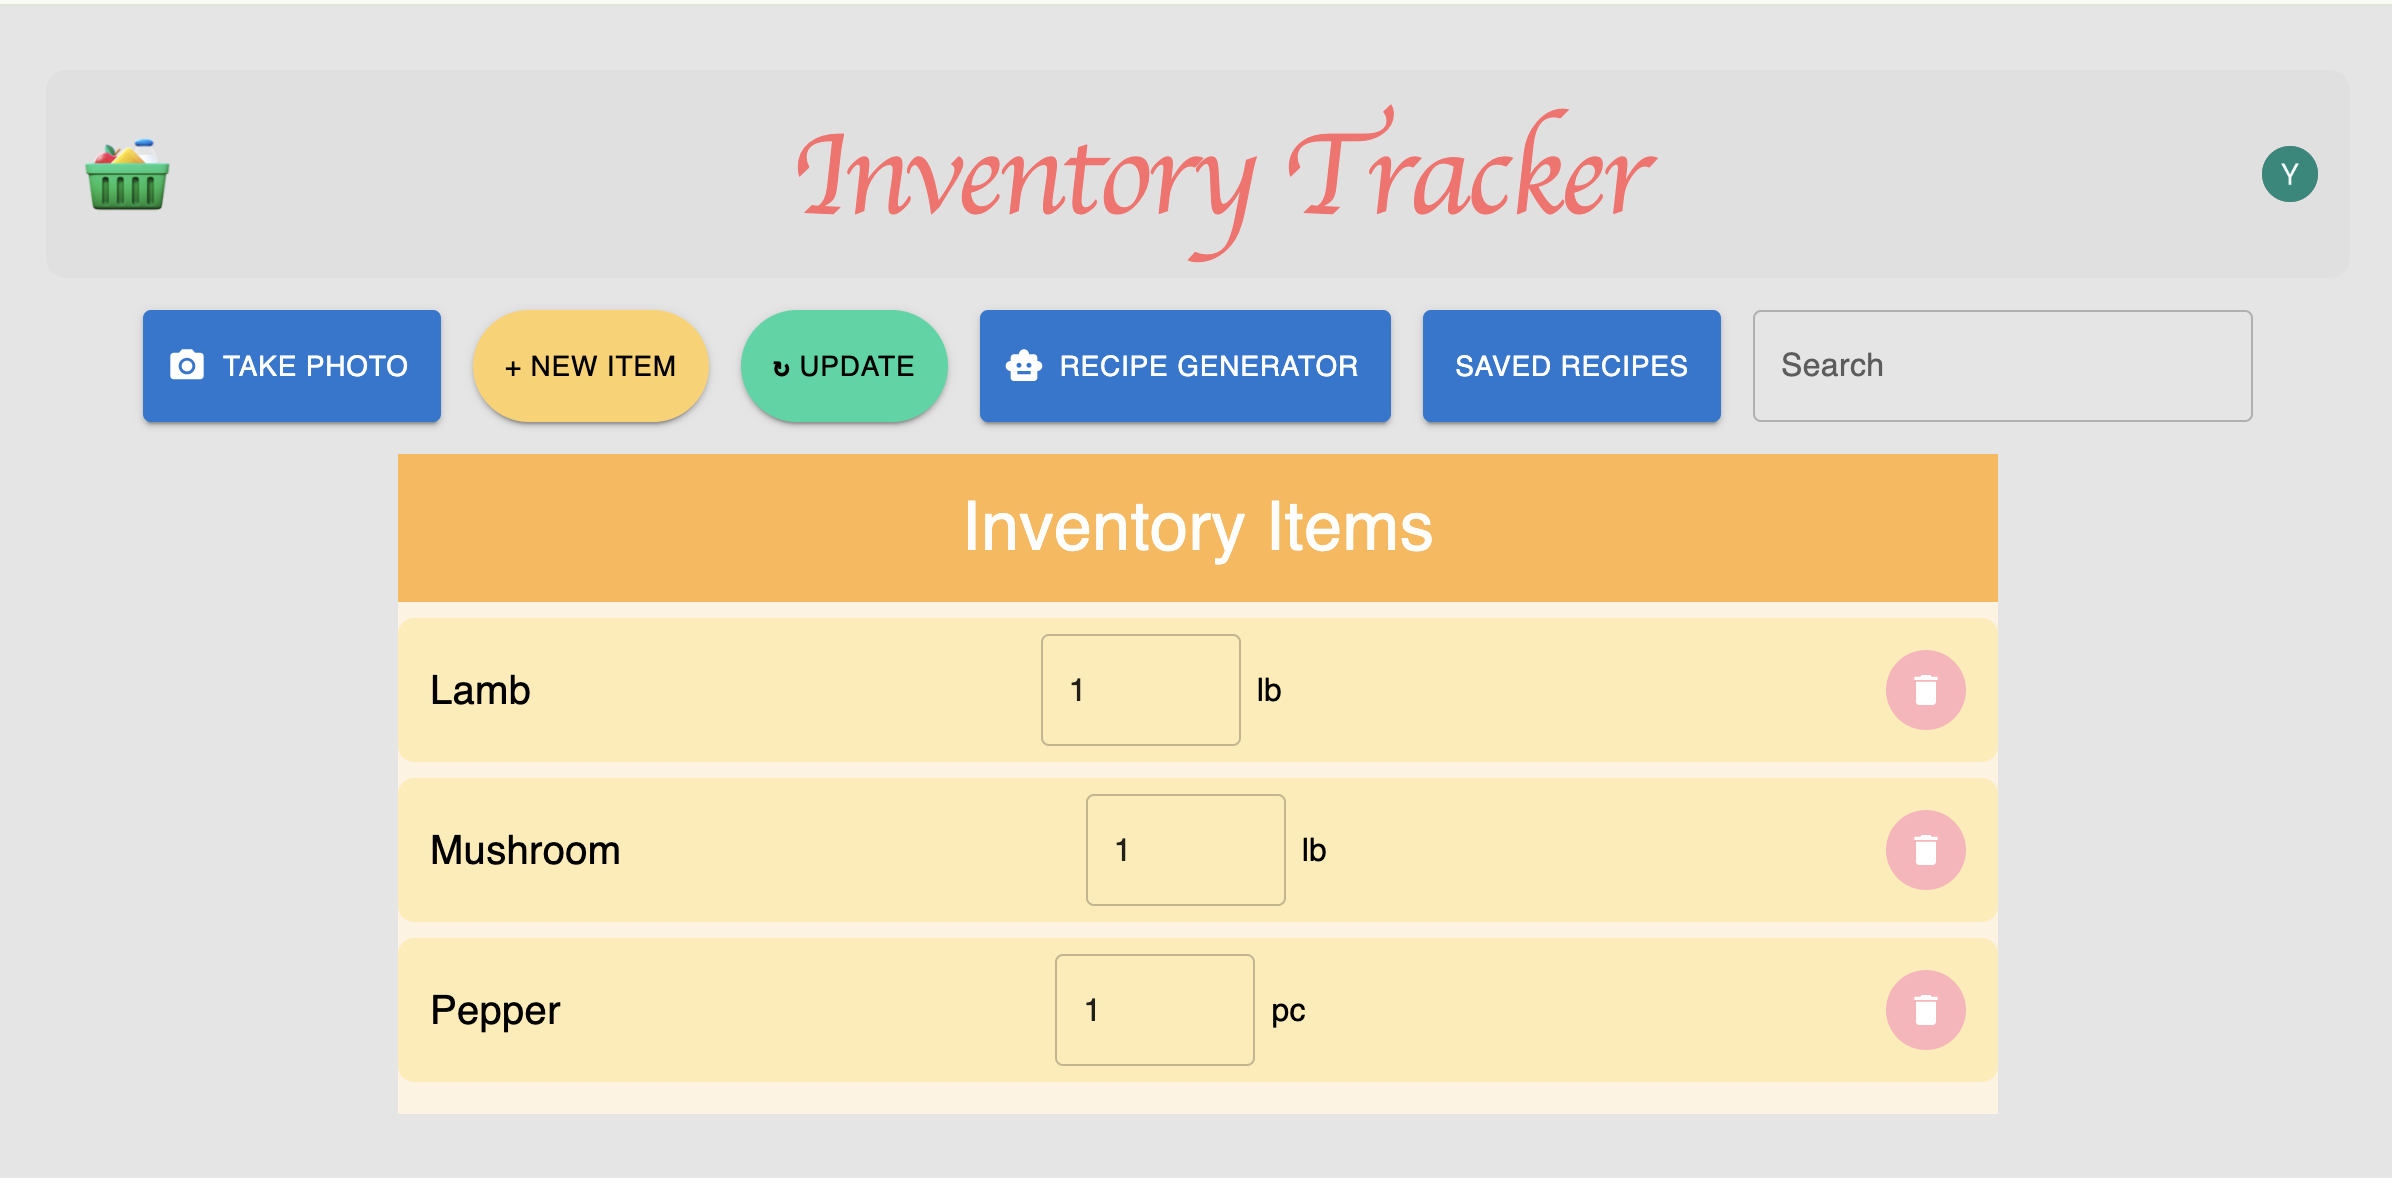 Inventory Tracker
Y
TAKE PHOTO
+ NEW ITEM
↻ UPDATE
RECIPE GENERATOR
SAVED RECIPES
Search
Inventory Items
Lamb 1 lb
Mushroom 1 lb
Pepper 1 pc